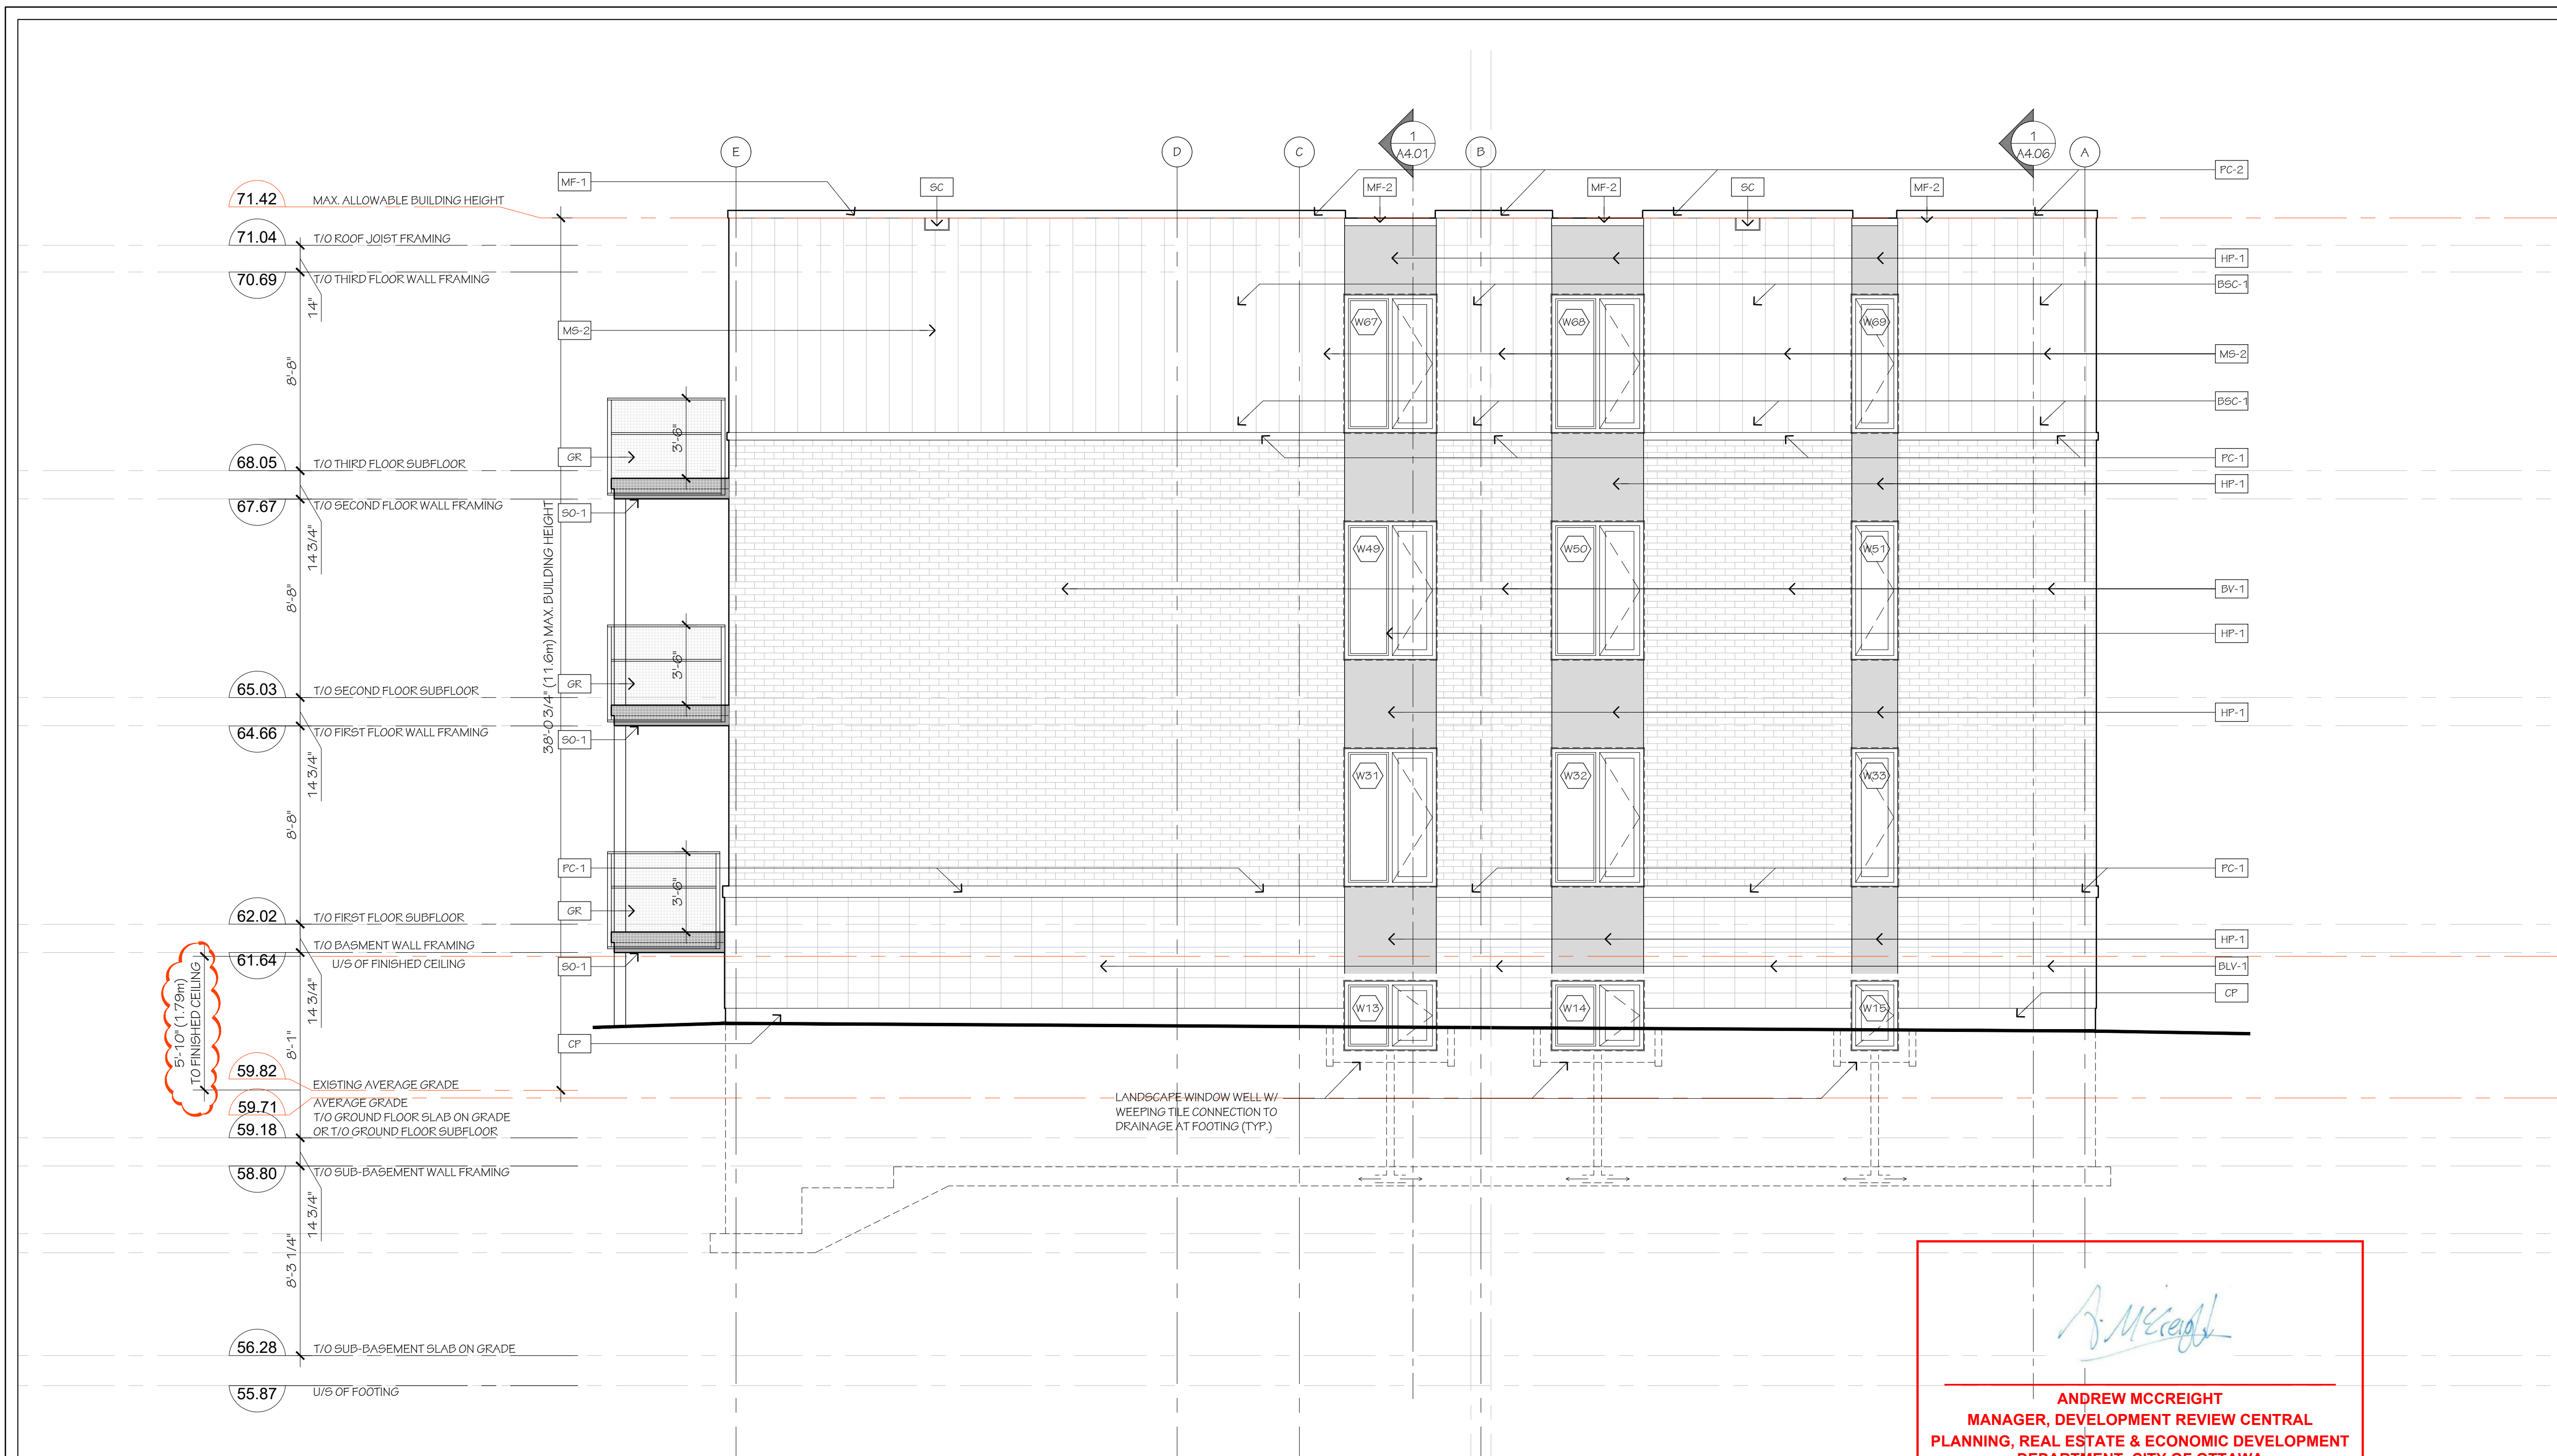 E
D
C
1
A4.01
B
1
A4.06
A
MF-1
SC
MF-2
MF-2
SC
MF-2
PC-2
71.42 MAX. ALLOWABLE BUILDING HEIGHT
71.04 T/O ROOF JOIST FRAMING
70.69 T/O THIRD FLOOR WALL FRAMING
14"
HP-1
BSC-1
MS-2
W67
W68
W69
MS-2
8'-8"
BSC-1
3'-6"
GR
PC-1
68.05 T/O THIRD FLOOR SUBFLOOR
HP-1
67.67 T/O SECOND FLOOR WALL FRAMING
SO-1
14 3/4"
W49
W50
W51
8'-8"
BV-1
38'-0 3/4" (11.6m) MAX. BUILDING HEIGHT
HP-1
3'-6"
GR
65.03 T/O SECOND FLOOR SUBFLOOR
HP-1
64.66 T/O FIRST FLOOR WALL FRAMING
SO-1
14 3/4"
W31
W32
W33
8'-8"
PC-1
PC-1
3'-6"
GR
62.02 T/O FIRST FLOOR SUBFLOOR
HP-1
T/O BASMENT WALL FRAMING
61.64
U/S OF FINISHED CEILING
SO-1
BLV-1
CP
14 3/4"
W13
W14
W15
5'-10" (1.79m)
TO FINISHED CEILING
8'-1"
CP
59.82
EXISTING AVERAGE GRADE
59.71 AVERAGE GRADE
T/O GROUND FLOOR SLAB ON GRADE
59.18 OR T/O GROUND FLOOR SUBFLOOR
LANDSCAPE WINDOW WELL W/
WEEPING TILE CONNECTION TO
DRAINAGE AT FOOTING (TYP.)
58.80 T/O SUB-BASEMENT WALL FRAMING
14 3/4"
8'-3 1/4"
56.28 T/O SUB-BASEMENT SLAB ON GRADE
55.87 U/S OF FOOTING
A. McCreight
ANDREW MCCREIGHT
MANAGER, DEVELOPMENT REVIEW CENTRAL
PLANNING, REAL ESTATE & ECONOMIC DEVELOPMENT
DEPARTMENT, CITY OF OTTAWA